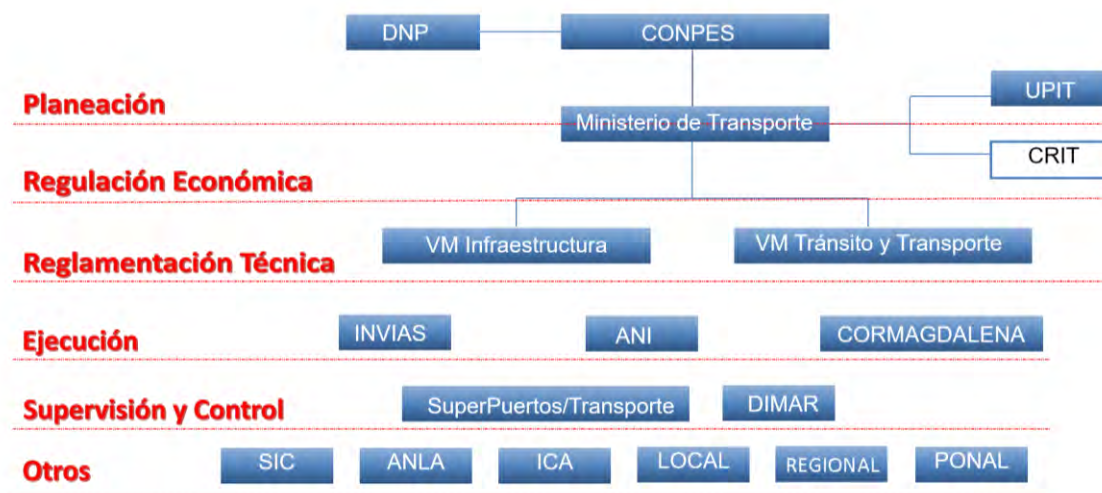 DNP
CONPES
Planeación
UPIT
Ministerio de Transporte
CRIT
Regulación Económica
VM Infraestructura
VM Tránsito y Transporte
Reglamentación Técnica
Ejecución
INVIAS
ANI
CORMAGDALENA
Supervisión y Control
SuperPuertos/Transporte
DIMAR
Otros
SIC
ANLA
ICA
LOCAL
REGIONAL
PONAL